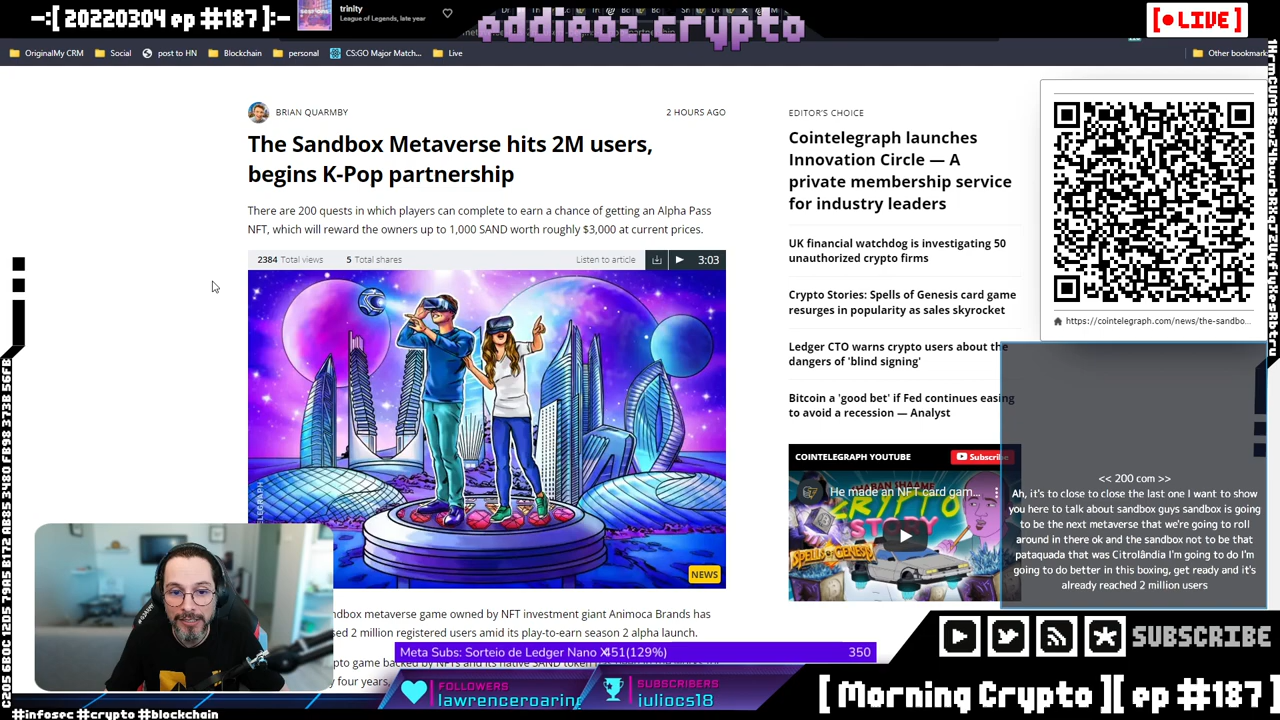 -:[ 20220304 ep #187 ]:-
trinity
League of Legends, late year
eddieoz.crypto
[● LIVE]
OriginalMy CRM
Social
post to HN
Blockchain
personal
CS:GO Major Match...
Live
Other bookmark
BRIAN QUARMBY
2 HOURS AGO
The Sandbox Metaverse hits 2M users,
begins K-Pop partnership
There are 200 quests in which players can complete to earn a chance of getting an Alpha Pass
NFT, which will reward the owners up to 1,000 SAND worth roughly $3,000 at current prices.
2384 Total views
5 Total shares
Listen to article
3:03
NEWS
ndbox metaverse game owned by NFT investment giant Animoca Brands has
ed 2 million registered users amid its play-to-earn season 2 alpha launch.
y four years,
EDITOR'S CHOICE
Cointelegraph launches
Innovation Circle — A
private membership service
for industry leaders
UK financial watchdog is investigating 50
unauthorized crypto firms
Crypto Stories: Spells of Genesis card game
resurges in popularity as sales skyrocket
Ledger CTO warns crypto users about the
dangers of 'blind signing'
Bitcoin a 'good bet' if Fed continues easing
to avoid a recession — Analyst
COINTELEGRAPH YOUTUBE
Subscribe
He made an NFT card gam...
CRYPTO
STORY
SPELLS OF GENESIS
https://cointelegraph.com/news/the-sandbo...
<< 200 com >>
Ah, it's to close to close the last one I want to show
you here to talk about sandbox guys sandbox is going
to be the next metaverse that we're going to roll
around in there ok and the sandbox not to be that
pataquada that was Citrolândia I'm going to do I'm
going to do better in this boxing, get ready and it's
already reached 2 million users
Meta Subs: Sorteio de Ledger Nano X
451(129%)
350
FOLLOWERS
lawrenceroaring
SUBSCRIBERS
iuliocs18
SUBSCRIBE
[ Morning Crypto ][ ep #187 ]
#infosec #crypto #blockchain